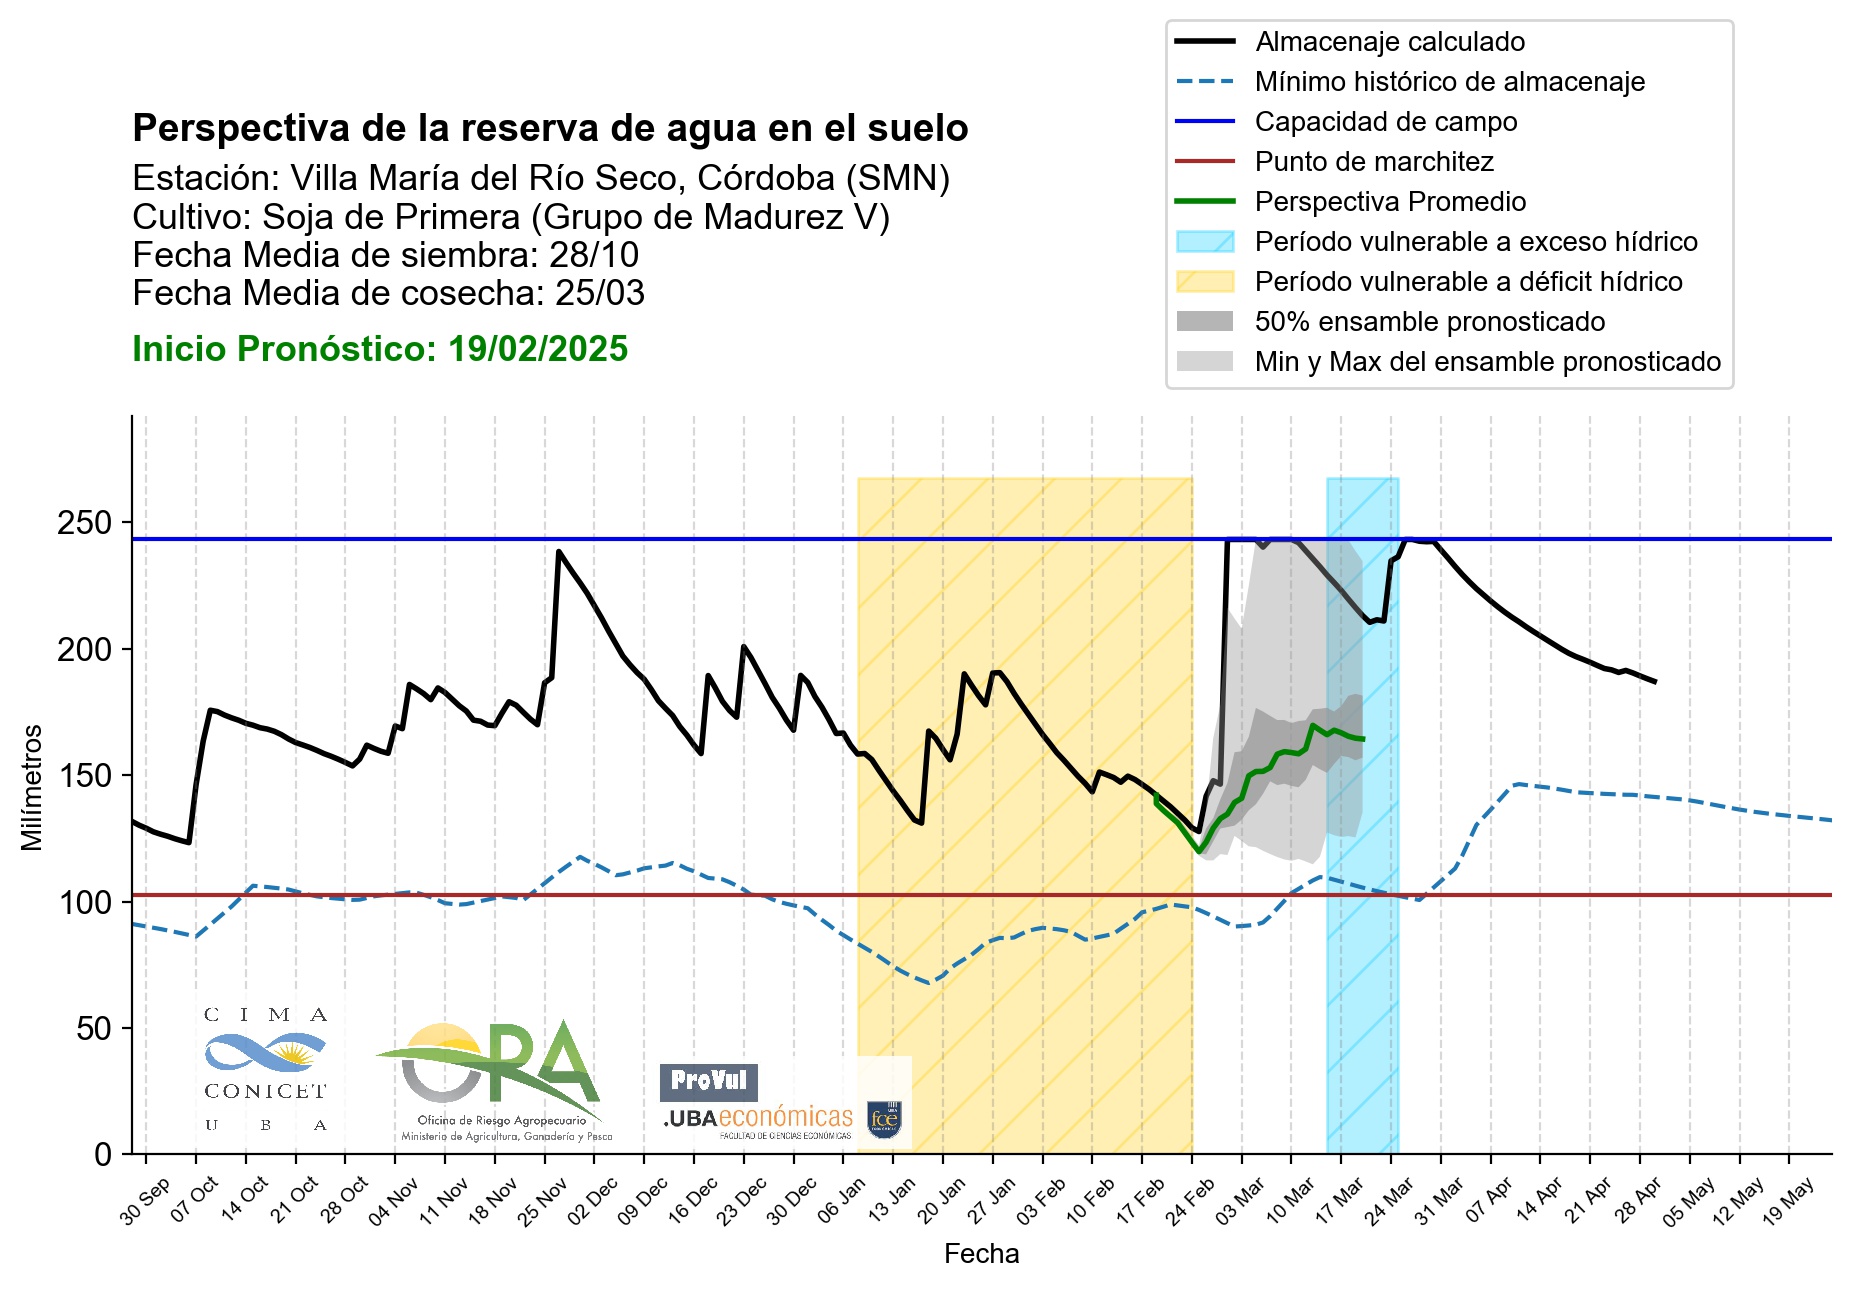 Almacenaje calculado
Mínimo histórico de almacenaje
Capacidad de campo
Punto de marchitez
Perspectiva Promedio
Período vulnerable a exceso hídrico
Período vulnerable a déficit hídrico
50% ensamble pronosticado
Min y Max del ensamble pronosticado
Perspectiva de la reserva de agua en el suelo
Estación: Villa María del Río Seco, Córdoba (SMN)
Cultivo: Soja de Primera (Grupo de Madurez V)
Fecha Media de siembra: 28/10
Fecha Media de cosecha: 25/03
Inicio Pronóstico: 19/02/2025
250
200
150
100
50
0
Milímetros
CIMA
CONICET
UBA
OPA
Oficina de Riesgo Agropecuario
Ministerio de Agricultura, Ganadería y Pesca
ProVul
.UBAeconómicas
FACULTAD DE CIENCIAS ECONÓMICAS
fce
30 Sep
07 Oct
14 Oct
21 Oct
28 Oct
04 Nov
11 Nov
18 Nov
25 Nov
02 Dec
09 Dec
16 Dec
23 Dec
30 Dec
06 Jan
13 Jan
20 Jan
27 Jan
03 Feb
10 Feb
17 Feb
24 Feb
03 Mar
10 Mar
17 Mar
24 Mar
31 Mar
07 Apr
14 Apr
21 Apr
28 Apr
05 May
12 May
19 May
Fecha